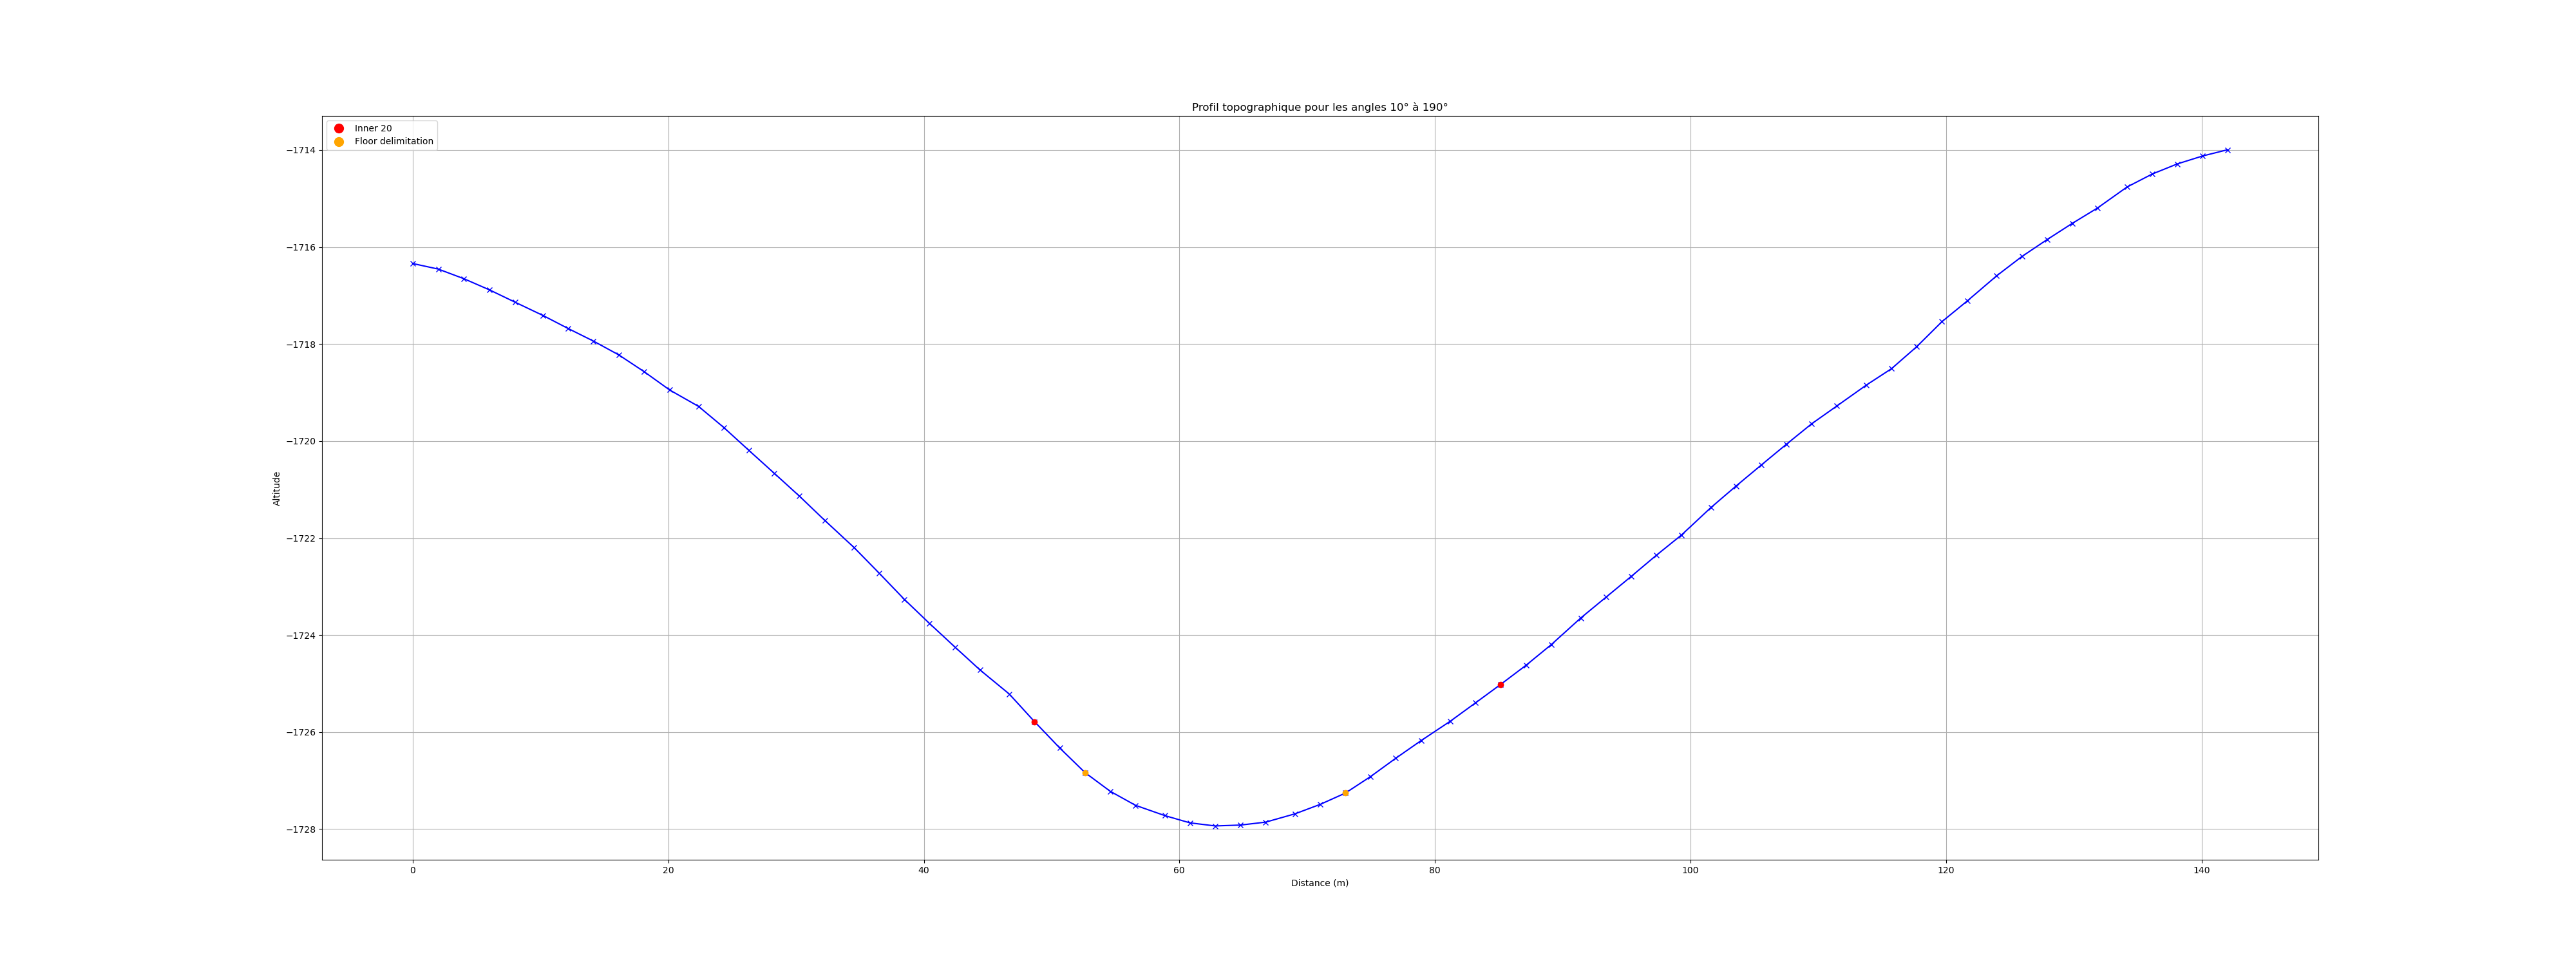 Profil topographique pour les angles 10° à 190°
Inner 20
Floor delimitation
−1714
−1716
−1718
−1720
−1722
−1724
−1726
−1728
Altitude
0 20 40 60 80 100 120 140
Distance (m)